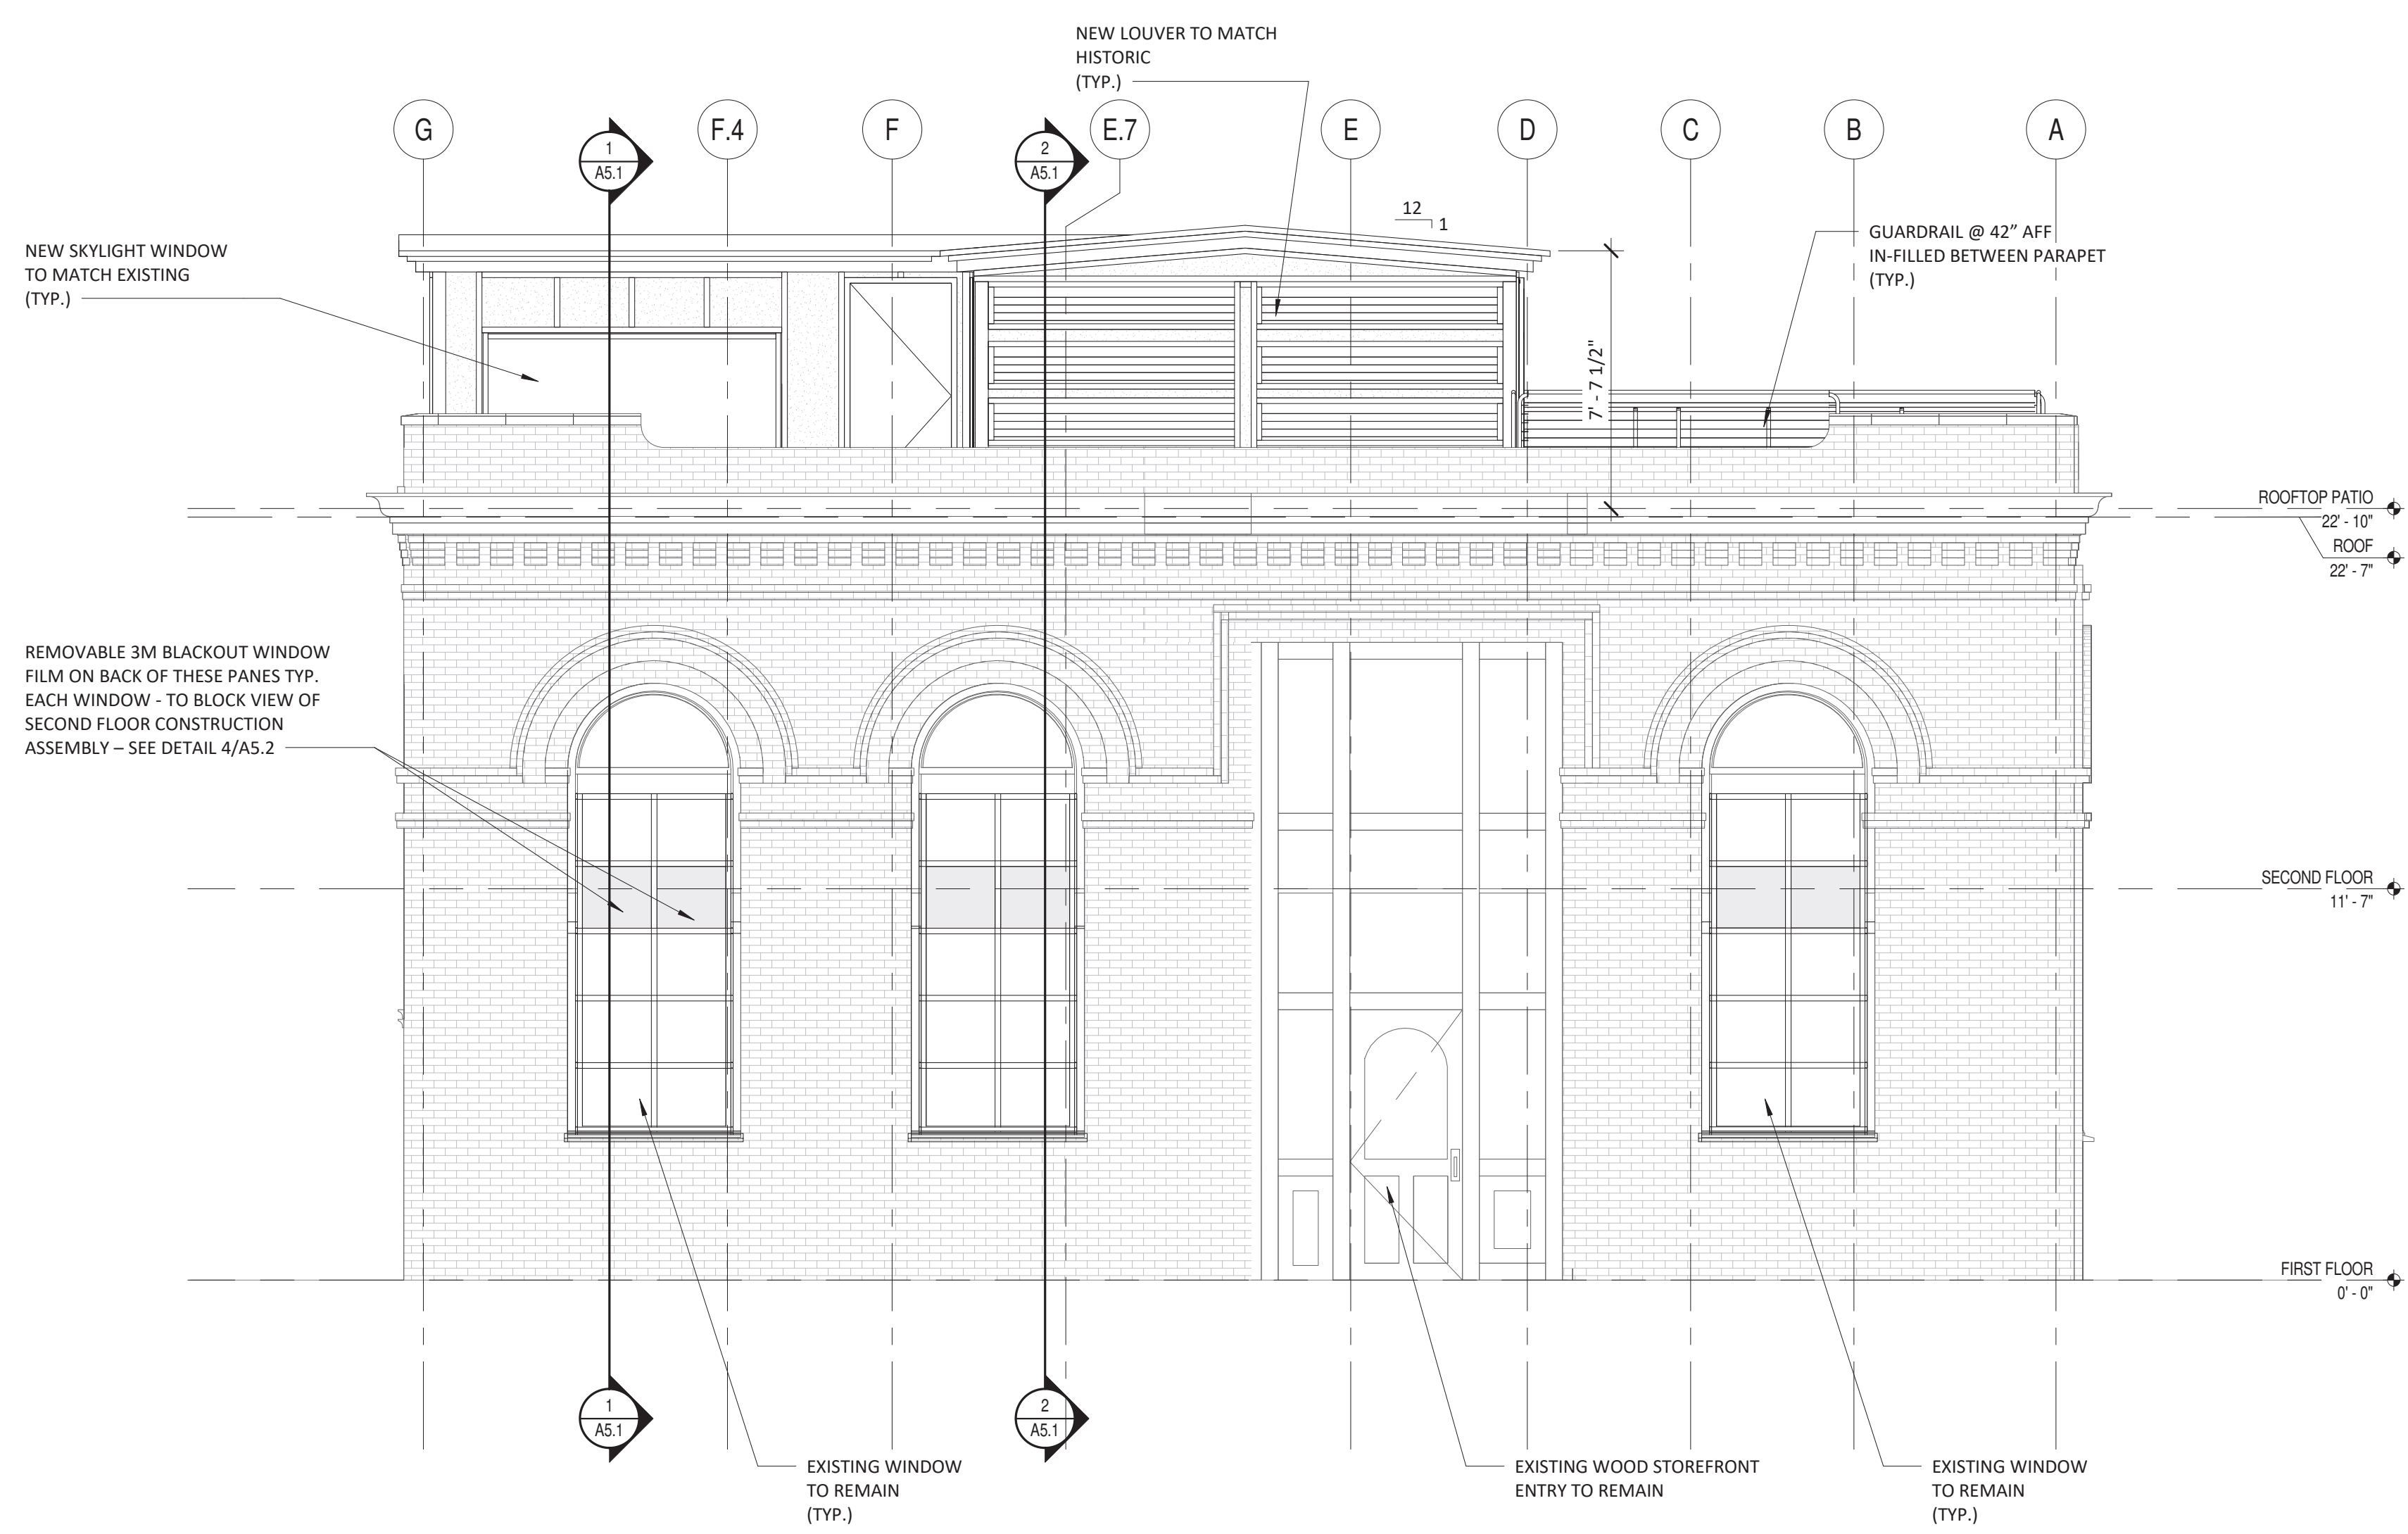 NEW LOUVER TO MATCH
HISTORIC
(TYP.)
G
1
A5.1
F.4
F
2
A5.1
E.7
E
D
C
B
A
12
1
NEW SKYLIGHT WINDOW
TO MATCH EXISTING
(TYP.)
GUARDRAIL @ 42” AFF
IN-FILLED BETWEEN PARAPET
(TYP.)
7' - 7 1/2"
ROOFTOP PATIO
22' - 10"
ROOF
22' - 7"
REMOVABLE 3M BLACKOUT WINDOW
FILM ON BACK OF THESE PANES TYP.
EACH WINDOW - TO BLOCK VIEW OF
SECOND FLOOR CONSTRUCTION
ASSEMBLY – SEE DETAIL 4/A5.2
SECOND FLOOR
11' - 7"
FIRST FLOOR
0' - 0"
1
A5.1
2
A5.1
EXISTING WINDOW
TO REMAIN
(TYP.)
EXISTING WOOD STOREFRONT
ENTRY TO REMAIN
EXISTING WINDOW
TO REMAIN
(TYP.)